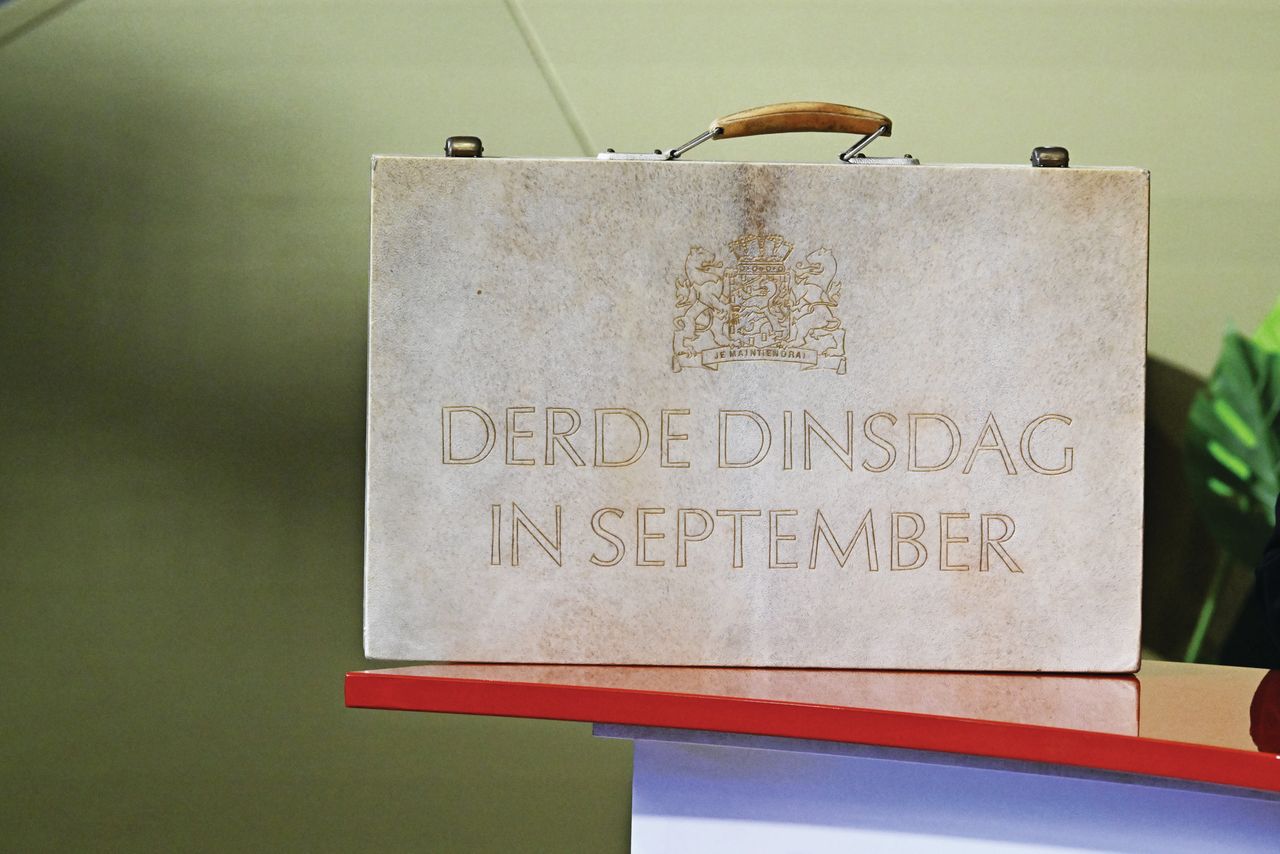 JE MAINTIENDRAI
DERDE DINSDAG
IN SEPTEMBER